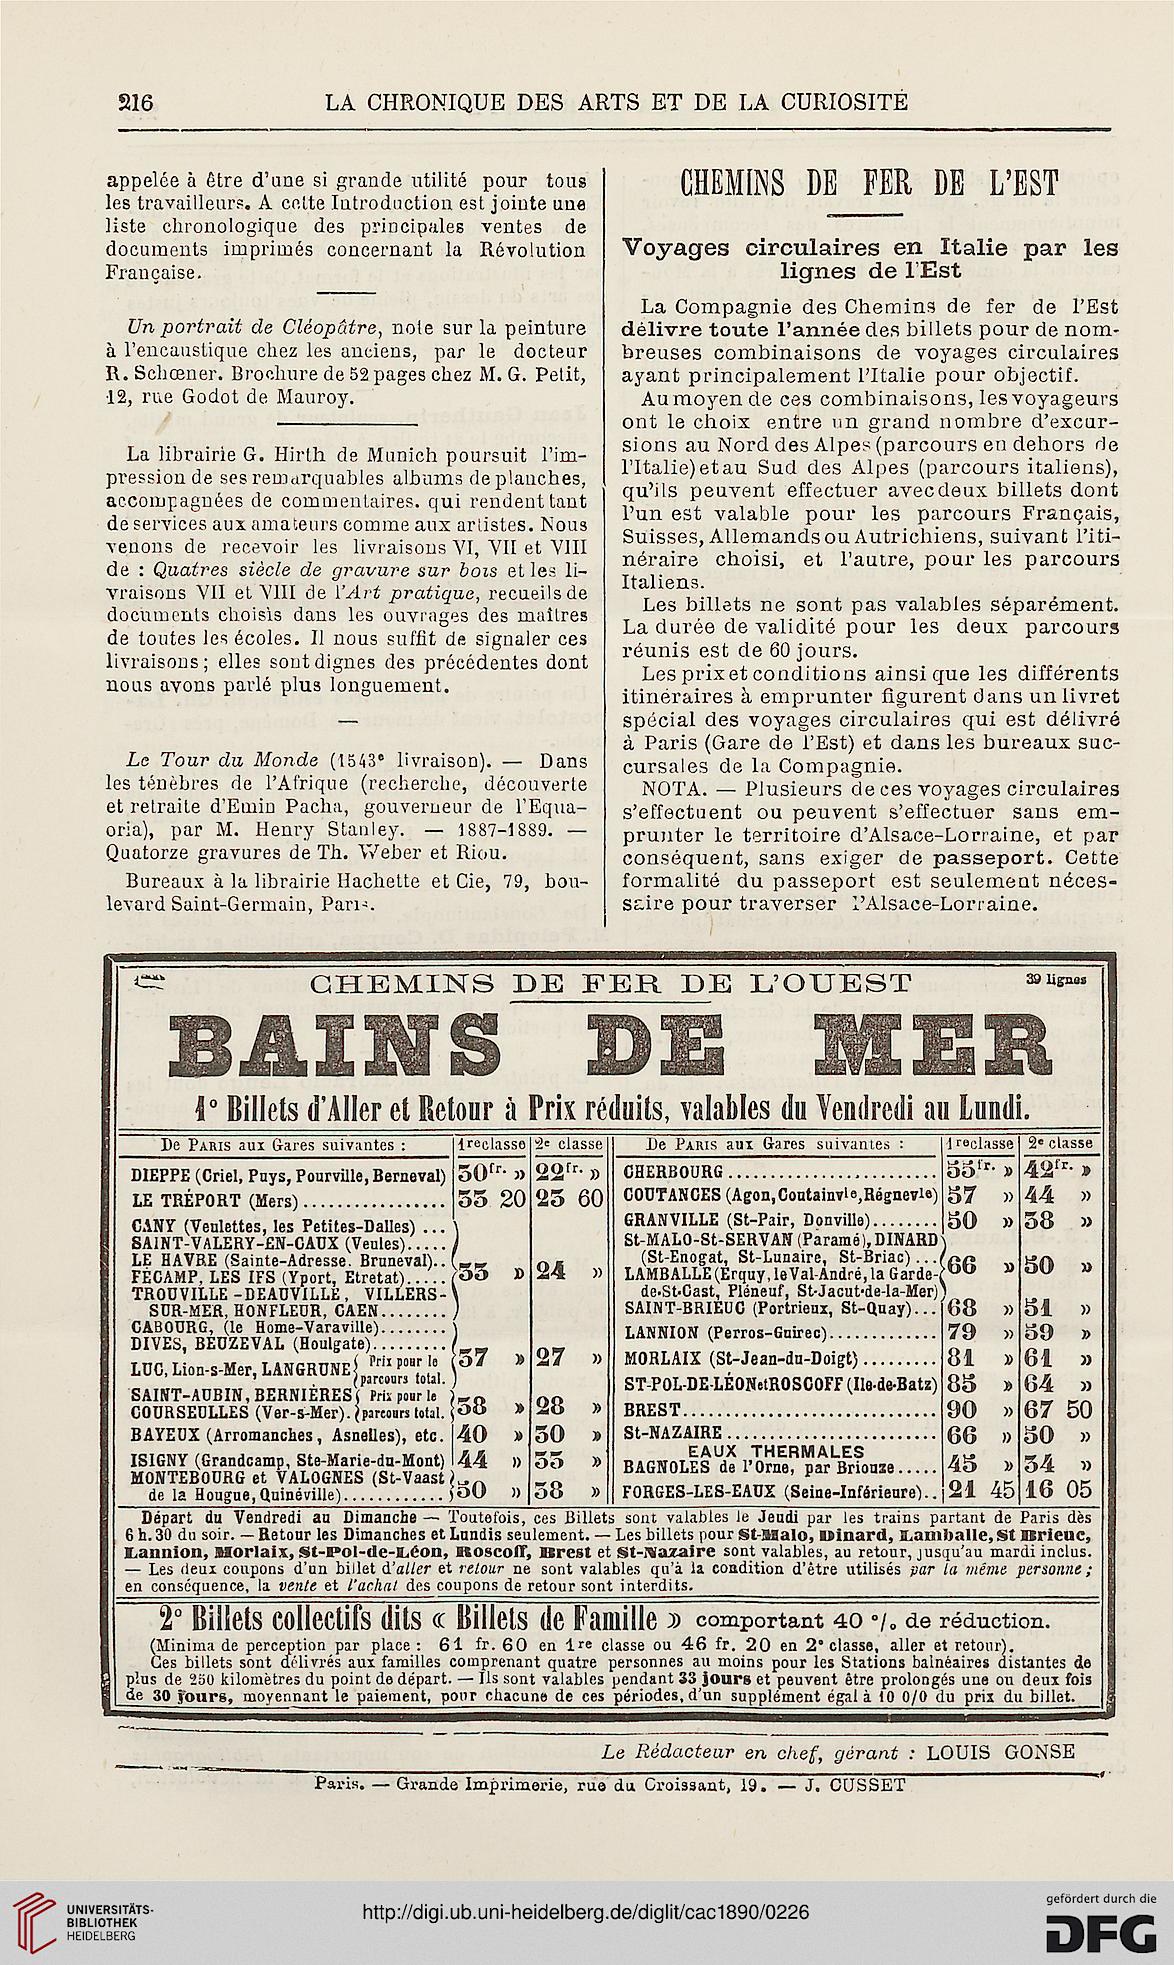 216
LA CHRONIQUE DES ARTS ET DE LA CURIOSITÉ
appelée à être d'une si grande utilité pour tous
les travailleurs. A cette Introduction est jointe une
liste chronologique des principales ventes de
documents imprimés concernant la Révolution
Française.
Un portrait de Cléopâtre, note sur la peinture
à l'encaustique chez les anciens, par le docteur
R. Schœner. Brochure de 52 pages chez M. G. Petit,
12, rue Godot de Mauroy.
La librairie G. Hirth de Munich poursuit l'im-
pression de ses remarquables albums de planches,
accompagnées de commentaires. qui rendent tant
de services aux amateurs comme aux artistes. Nous
venons de recevoir les livraisons VI, VII et VIII
de : Quatres siècle de gravure sur bois et les li-
vraisons VII et VIII de l'Art pratique, recueils de
documents choisis dans les ouvrages des maîtres
de toutes les écoles. Il nous suffit de signaler ces
livraisons ; elles sont dignes des précédentes dont
nous avons parlé plus longuement.
Le Tour du Monde (1543e livraison). — Dans
les ténèbres de l'Afrique (recherche, découverte
et retraite d'Emin Pacha, gouverneur de l'Equa-
oria), par M. Henry Stanley. — 1887-1889. —
Quatorze gravures de Th. Weber et Riou.
Bureaux à la librairie Hachette et Cie, 79, bou-
levard Saint-Germain, Paris.
CHEMINS DE FER DE L'EST
Voyages circulaires en Italie par les
lignes de l'Est
La Compagnie des Chemins de fer de l'Est
délivre toute l'année des billets pour de nom-
breuses combinaisons de voyages circulaires
ayant principalement l'Italie pour objectif.
Au moyen de ces combinaisons, les voyageurs
ont le choix entre un grand nombre d'excur-
sions au Nord des Alpes (parcours en dehors de
l'Italie) et au Sud des Alpes (parcours italiens),
qu'ils peuvent effectuer avec deux billets dont
l'un est valable pour les parcours Français,
Suisses, Allemands ou Autrichiens, suivant l'iti-
néraire choisi, et l'autre, pour les parcours
Italiens.
Les billets ne sont pas valables séparément.
La durée de validité pour les deux parcours
réunis est de 60 jours.
Les prix et conditions ainsi que les différents
itinéraires à emprunter figurent dans un livret
spécial des voyages circulaires qui est délivré
à Paris (Gare de l'Est) et dans les bureaux suc-
cursales de la Compagnie.
NOTA. — Plusieurs de ces voyages circulaires
s'effectuent ou peuvent s'effectuer sans em-
prunter le territoire d'Alsace-Lorraine, et par
conséquent, sans exiger de passeport. Cette
formalité du passeport est seulement néces-
saire pour traverser l'Alsace-Lorraine.
CHEMINS DE FER DE L'OUEST
39 lignes
BAINS DE MER
1° Billets d'Aller et Retour à Prix réduits, valables du Vendredi au Lundi.
De Paris aux Gares suivantes : 1re classe 2e classe
DIEPPE (Criel, Puys, Pourville, Berneval) 30fr. » 22fr. »
LE TRÉPORT (Mers) ................. 33 20 25 60
CANY (Veulettes, les Petites-Dalles) ...
SAINT-VALERY-EN-CAUX (Veules).....
LE HAVRE (Sainte-Adresse. Bruneval)..
FÉCAMP, LES IFS (Yport, Etretat)..... 33 » 24 »
TROUVILLE-DEAUVILLE, VILLERS-
SUR-MER, HONFLEUR, CAEN........
CABOURG, (le Home-Varaville)........
DIVES, BEUZEVAL (Houlgate)......... 37 » 27 »
LUC, Lion-s-Mer, LANGRUNE Prix pour le
parcours total.
SAINT-AUBIN, BERNIÈRES Prix pour le
COURSEULLES (Ver-s-Mer). parcours total. 38 » 28 »
BAYEUX (Arromanches, Asnelles), etc. 40 » 30 »
ISIGNY (Grandcamp, Ste-Marie-du-Mont) 44 » 33 »
MONTEBOURG et VALOGNES (St-Vaast
de la Hougue, Quinéville)............ 50 » 38 »
De Paris aux Gares suivantes : 1re classe 2e classe
CHERBOURG .......................... 55fr. » 42fr. »
COUTANCES (Agon, Coutainvle, Régnevle) 57 » 44 »
GRANVILLE (St-Pair, Donville)........ 50 » 38 »
St-MALO-St-SERVAN (Paramé), DINARD
(St-Enogat, St-Lunaire, St-Briac) ... 66 » 50 »
LAMBALLE (Erquy, le Val-André, la Garde-
de-St-Cast, Pléneuf, St-Jacut-de-la-Mer)
SAINT-BRIEUC (Portrieux, St-Quay)... 68 » 51 »
LANNION (Perros-Guirec)............. 79 » 59 »
MORLAIX (St-Jean-du-Doigt) ......... 81 » 61 »
ST-POL-DE-LÉON et ROSCOFF (Ile-de-Batz) 85 » 64 »
BREST................................ 90 » 67 50
St-NAZAIRE .......................... 66 » 50 »
EAUX THERMALES
BAGNOLES de l'Orne, par Briouze..... 45 » 34 »
FORGES-LES-EAUX (Seine-Inférieure).. 21 45 16 05
Départ du Vendredi au Dimanche — Toutefois, ces Billets sont valables le Jeudi par les trains partant de Paris dès
6 h. 30 du soir. — Retour les Dimanches et Lundis seulement. — Les billets pour St-Malo, Dinard, Lamballe, St Brieuc,
Lannion, Morlaix, St-Pol-de-Léon, Roscoff, Brest et St-Nazaire sont valables, au retour, jusqu'au mardi inclus.
— Les deux coupons d'un billet d'aller et retour ne sont valables qu'à la condition d'être utilisés par la même personne ;
en conséquence, la vente et l'achat des coupons de retour sont interdits.
2° Billets collectifs dits « Billets de Famille » comportant 40 °/o de réduction.
(Minima de perception par place : 61 fr. 60 en 1re classe ou 46 fr. 20 en 2e classe, aller et retour).
Ces billets sont délivrés aux familles comprenant quatre personnes au moins pour les Stations balnéaires distantes de
plus de 250 kilomètres du point de départ. — Ils sont valables pendant 33 jours et peuvent être prolongés une ou deux fois
de 30 jours, moyennant le paiement, pour chacune de ces périodes, d'un supplément égal à 10 0/0 du prix du billet.
Le Rédacteur en chef, gérant : LOUIS GONSE
Paris. — Grande Imprimerie, rue du Croissant, 19. — J. CUSSET
UNIVERSITÄTS-
BIBLIOTHEK
HEIDELBERG
http://digi.ub.uni-heidelberg.de/diglit/cac1890/0226
gefördert durch die
DFG